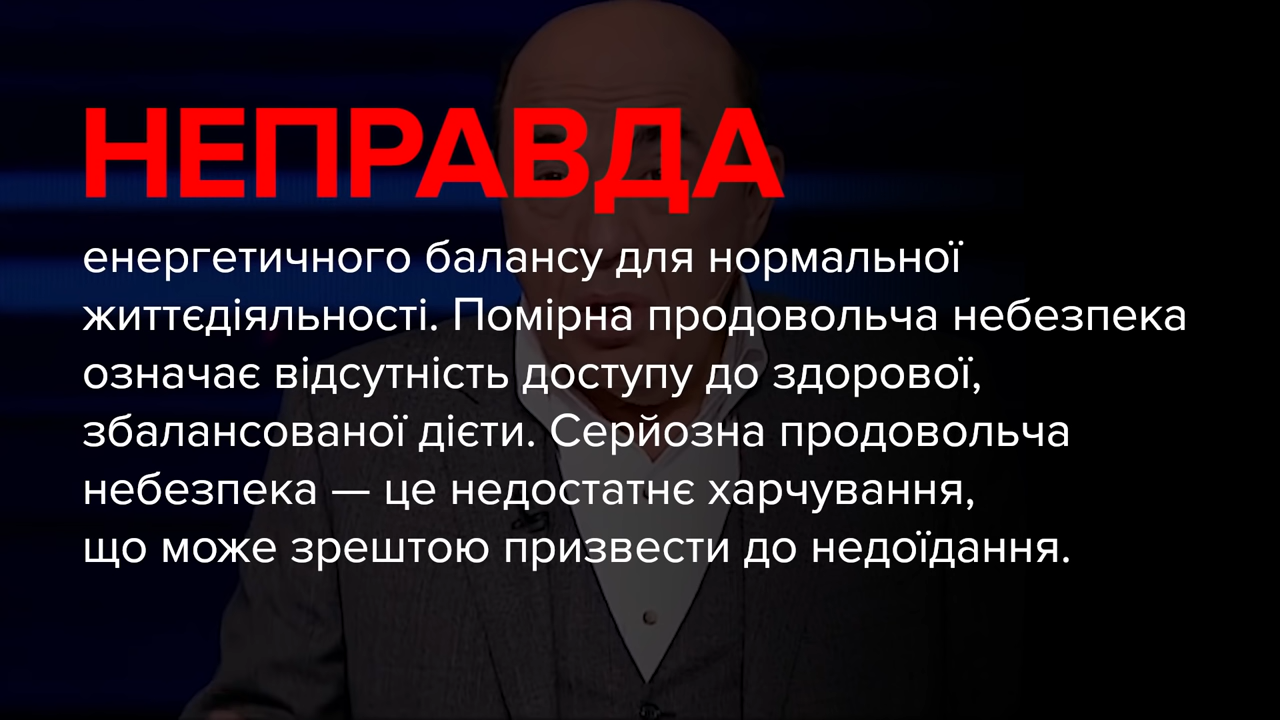 НЕПРАВДА
енергетичного балансу для нормальної
життєдіяльності. Помірна продовольча небезпека
означає відсутність доступу до здорової,
збалансованої дієти. Серйозна продовольча
небезпека — це недостатнє харчування,
що може зрештою призвести до недоїдання.